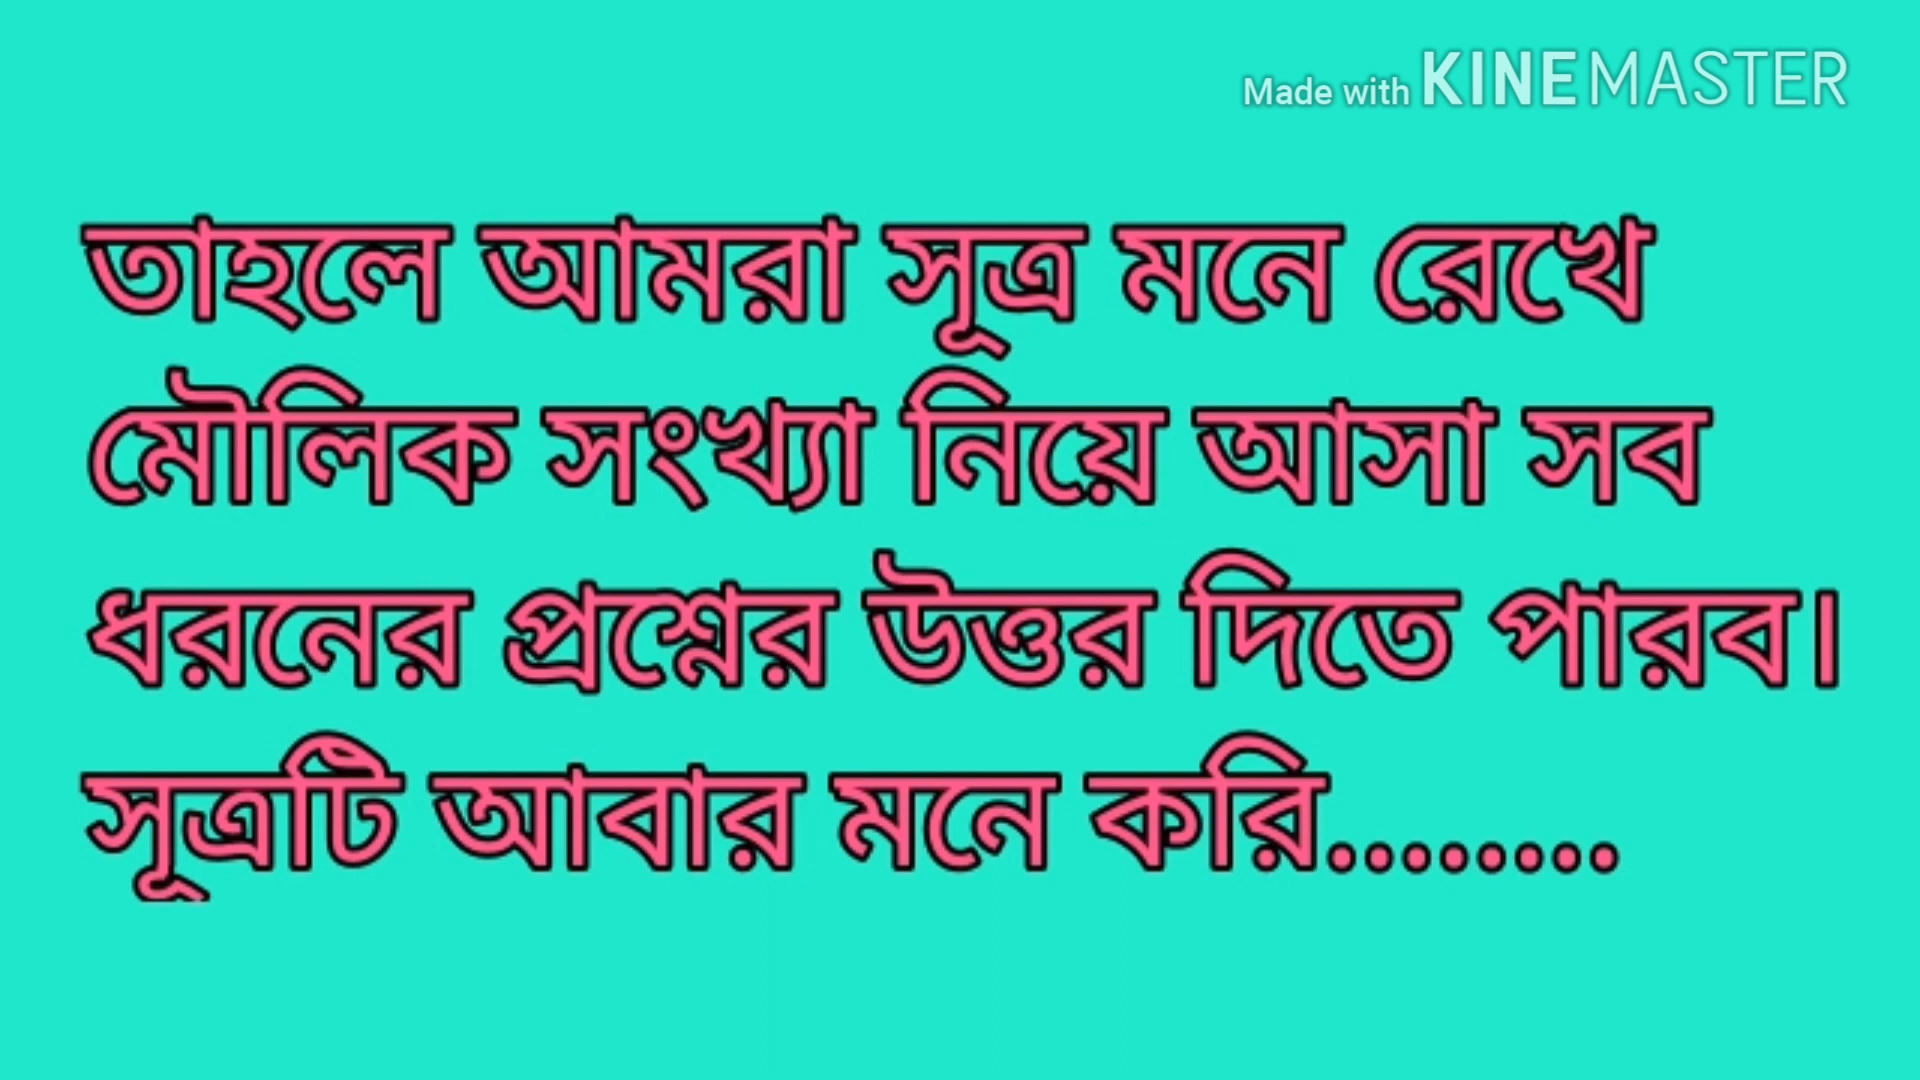 Made with KINEMASTER
তাহলে আমরা সূত্র মনে রেখে
মৌলিক সংখ্যা নিয়ে আসা সব
ধরনের প্রশ্নের উত্তর দিতে পারব।
সূত্রটি আবার মনে করি........